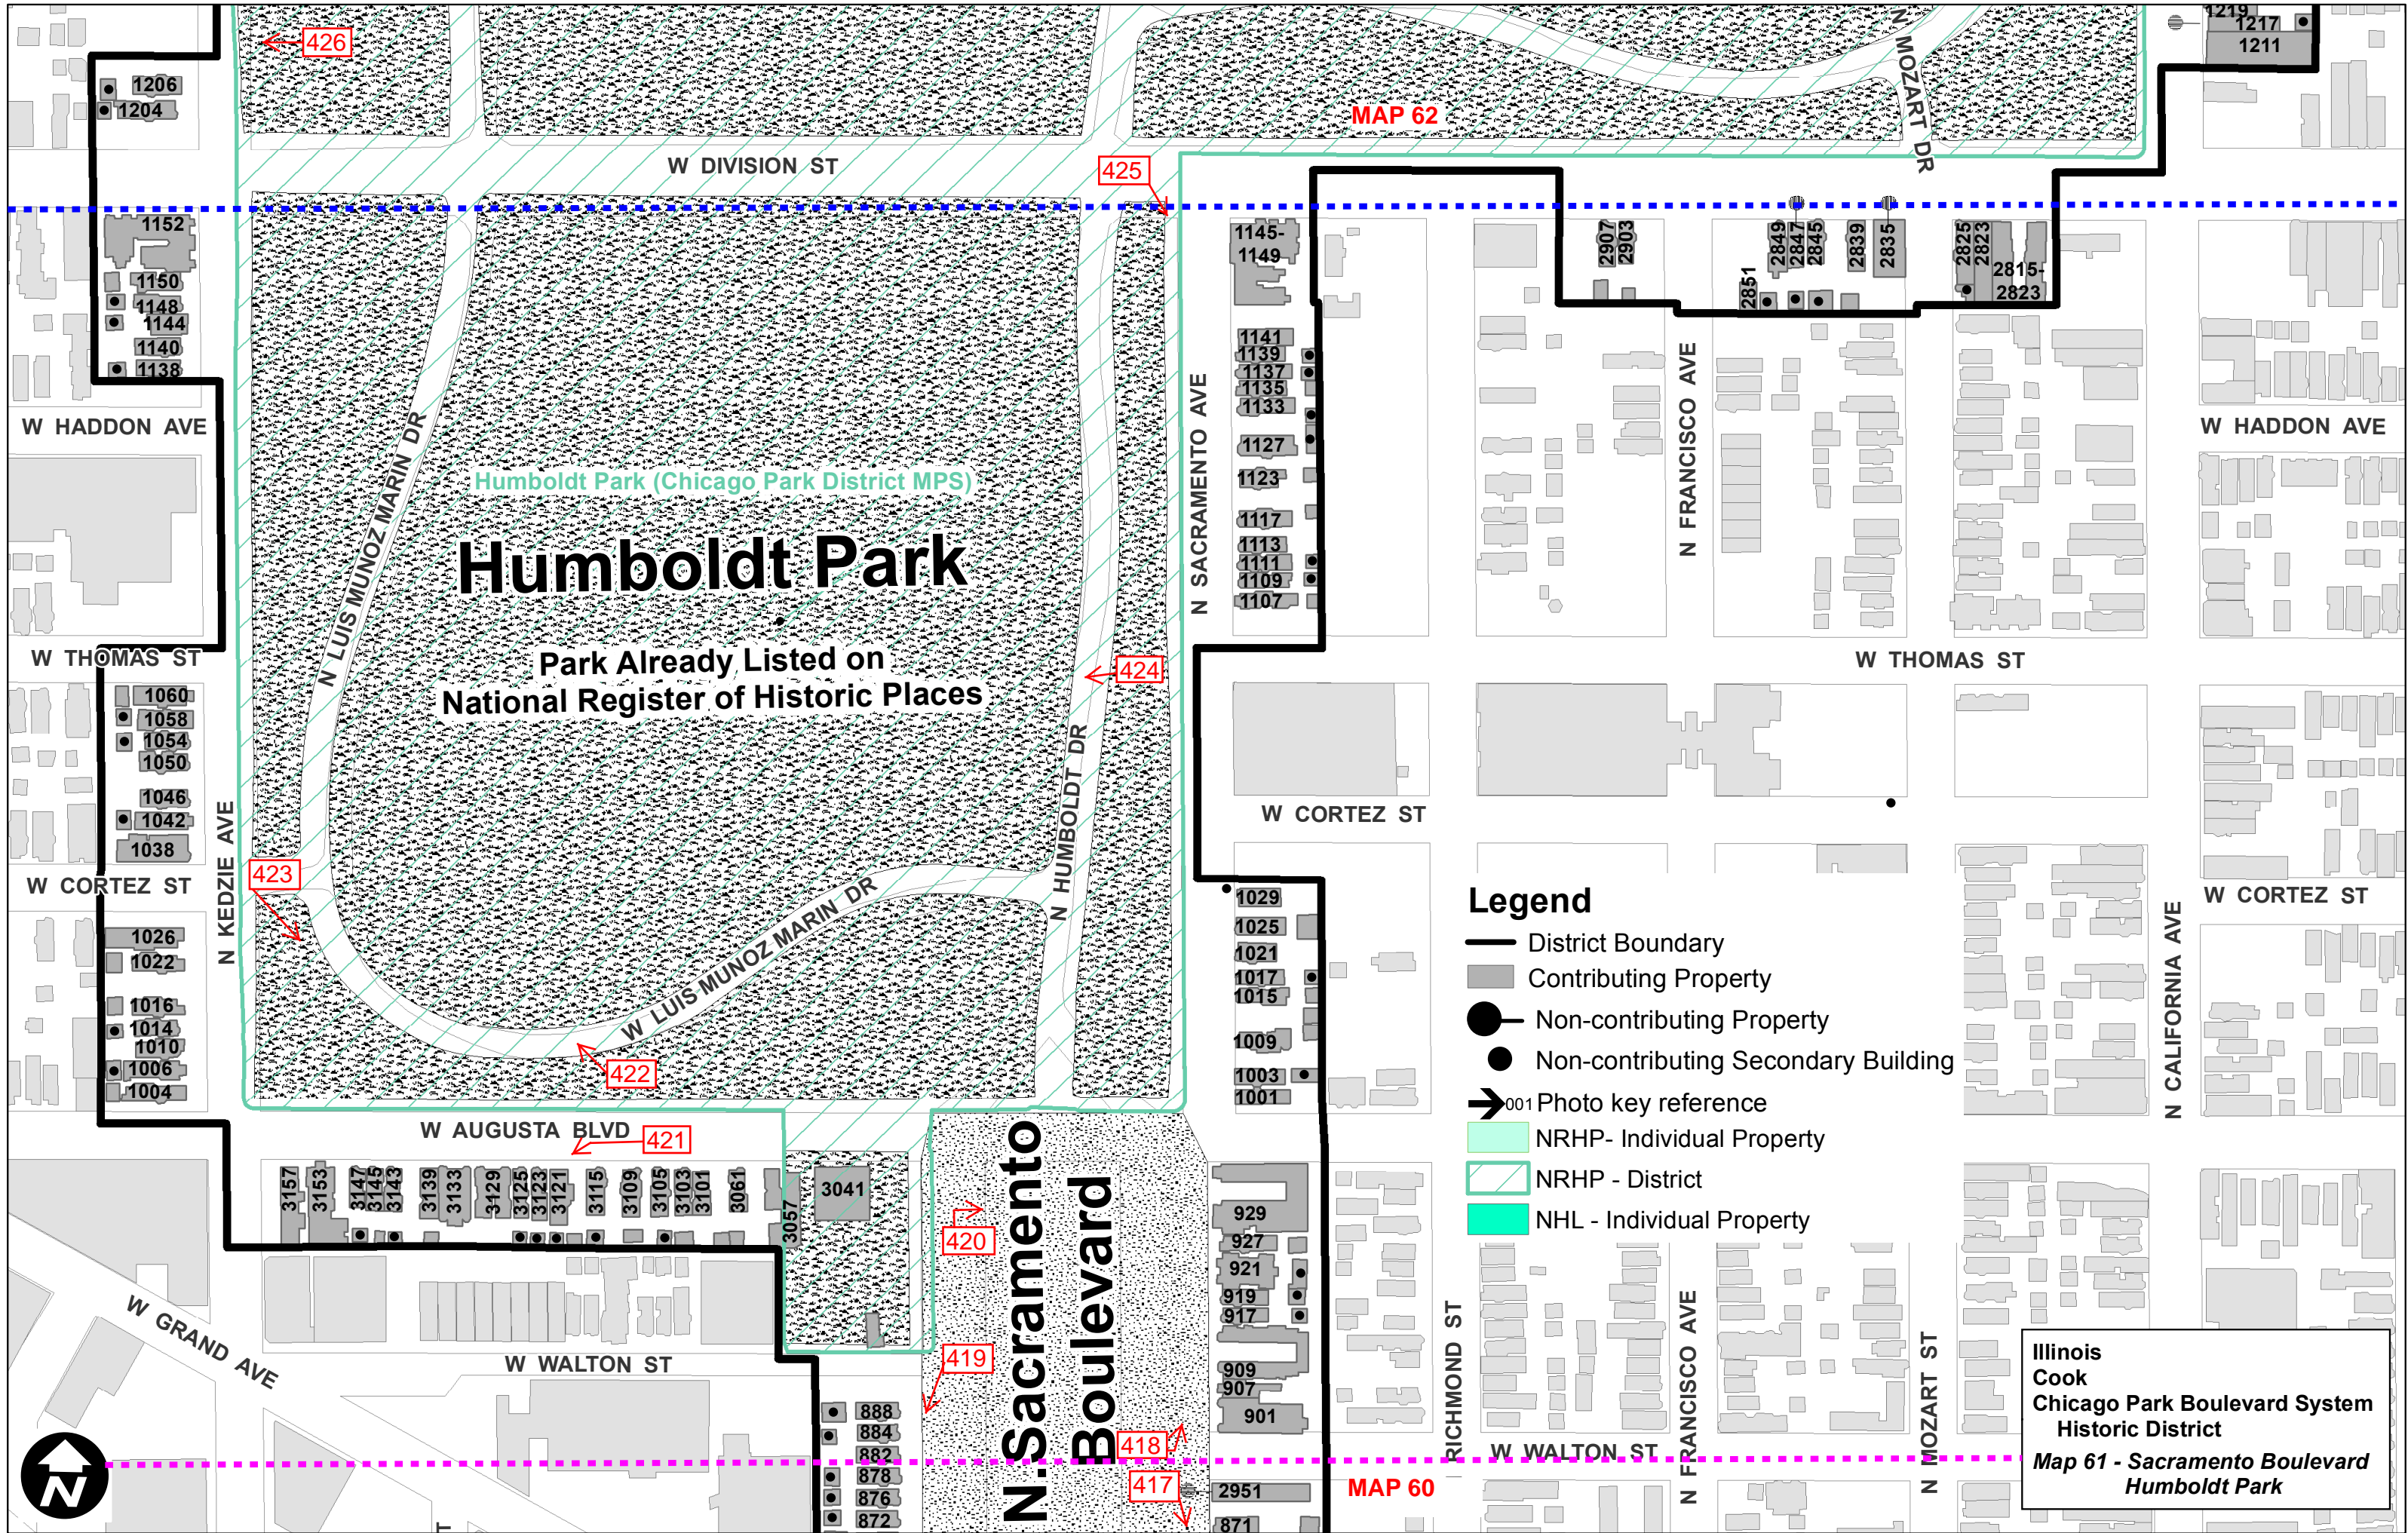 426
1206
1204
MAP 62
N MOZART DR
1219
1217
1211
W DIVISION ST
425
1152
1150
1148
1144
1140
1138
W HADDON AVE
1145-
1149
1141
1139
1137
1135
1133
1127
1123
1117
1113
1111
1109
1107
2907
2903
2851
2849
2847
2845
2839
2835
2825
2823
2815-
2823
W HADDON AVE
N LUIS MUNOZ MARIN DR
Humboldt Park (Chicago Park District MPS)
Humboldt Park
Park Already Listed on
National Register of Historic Places
N SACRAMENTO AVE
N FRANCISCO AVE
W THOMAS ST
W THOMAS ST
424
1060
1058
1054
1050
1046
1042
1038
N KEDZIE AVE
N HUMBOLDT DR
W CORTEZ ST
W CORTEZ ST
W CORTEZ ST
423
1026
1022
1016
1014
1010
1006
1004
W LUIS MUNOZ MARIN DR
422
1029
1025
1021
1017
1015
1009
1003
1001
N CALIFORNIA AVE
Legend
District Boundary
Contributing Property
Non-contributing Property
Non-contributing Secondary Building
001 Photo key reference
NRHP- Individual Property
NRHP - District
NHL - Individual Property
W AUGUSTA BLVD
421
3157
3153
3147
3145
3143
3139
3133
3129
3125
3123
3121
3115
3109
3105
3103
3101
3061
3057
3041
420
N. Sacramento
Boulevard
929
927
921
919
917
909
907
901
W GRAND AVE
W WALTON ST
419
888
884
882
878
876
872
418
417
2951
871
MAP 60
RICHMOND ST
W WALTON ST
N FRANCISCO AVE
N MOZART ST
N
Illinois
Cook
Chicago Park Boulevard System
Historic District
Map 61 - Sacramento Boulevard
Humboldt Park